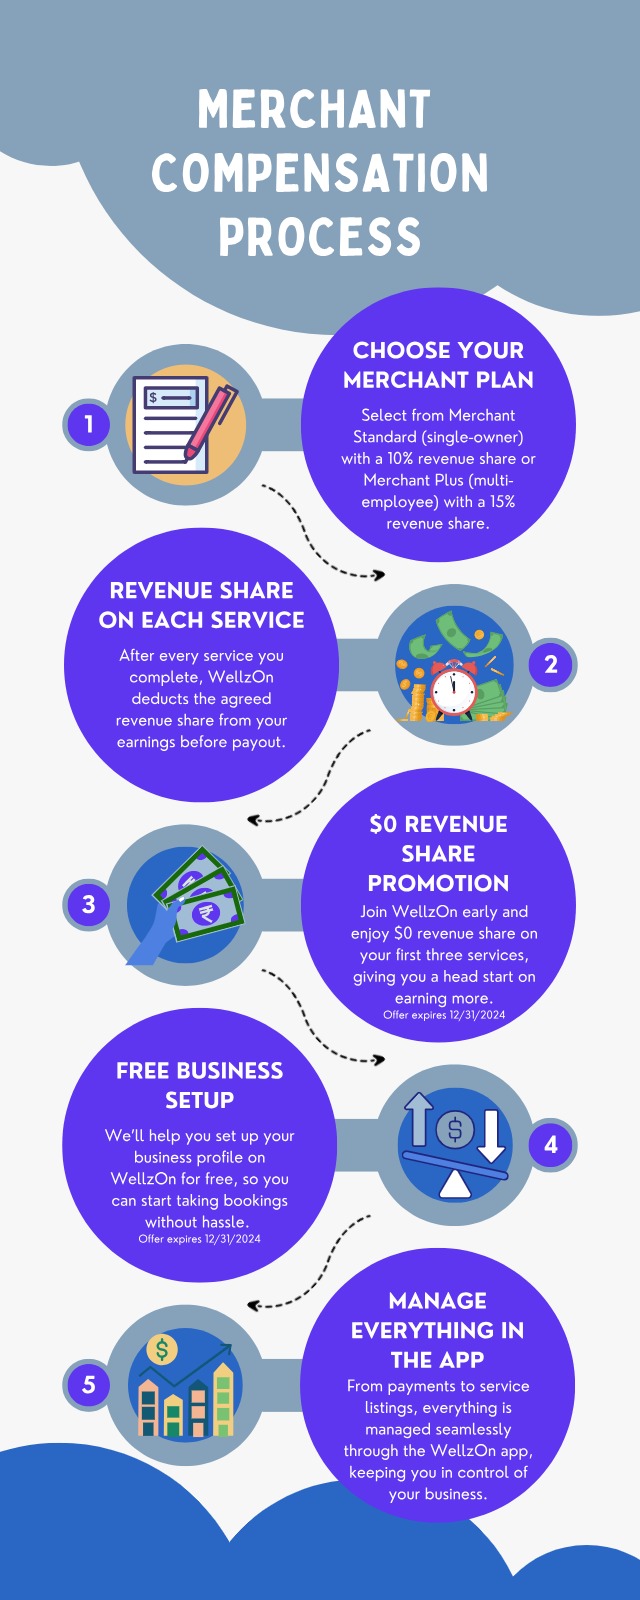 MERCHANT
COMPENSATION
PROCESS
1
$
CHOOSE YOUR
MERCHANT PLAN
Select from Merchant
Standard (single-owner)
with a 10% revenue share or
Merchant Plus (multi-
employee) with a 15%
revenue share.
REVENUE SHARE
ON EACH SERVICE
After every service you
complete, WellzOn
deducts the agreed
revenue share from your
earnings before payout.
2
3
₹
₹
$0 REVENUE
SHARE
PROMOTION
Join WellzOn early and
enjoy $0 revenue share on
your first three services,
giving you a head start on
earning more.
Offer expires 12/31/2024
FREE BUSINESS
SETUP
We'll help you set up your
business profile on
WellzOn for free, so you
can start taking bookings
without hassle.
Offer expires 12/31/2024
$
4
5
$
MANAGE
EVERYTHING IN
THE APP
From payments to service
listings, everything is
managed seamlessly
through the WellzOn app,
keeping you in control of
your business.